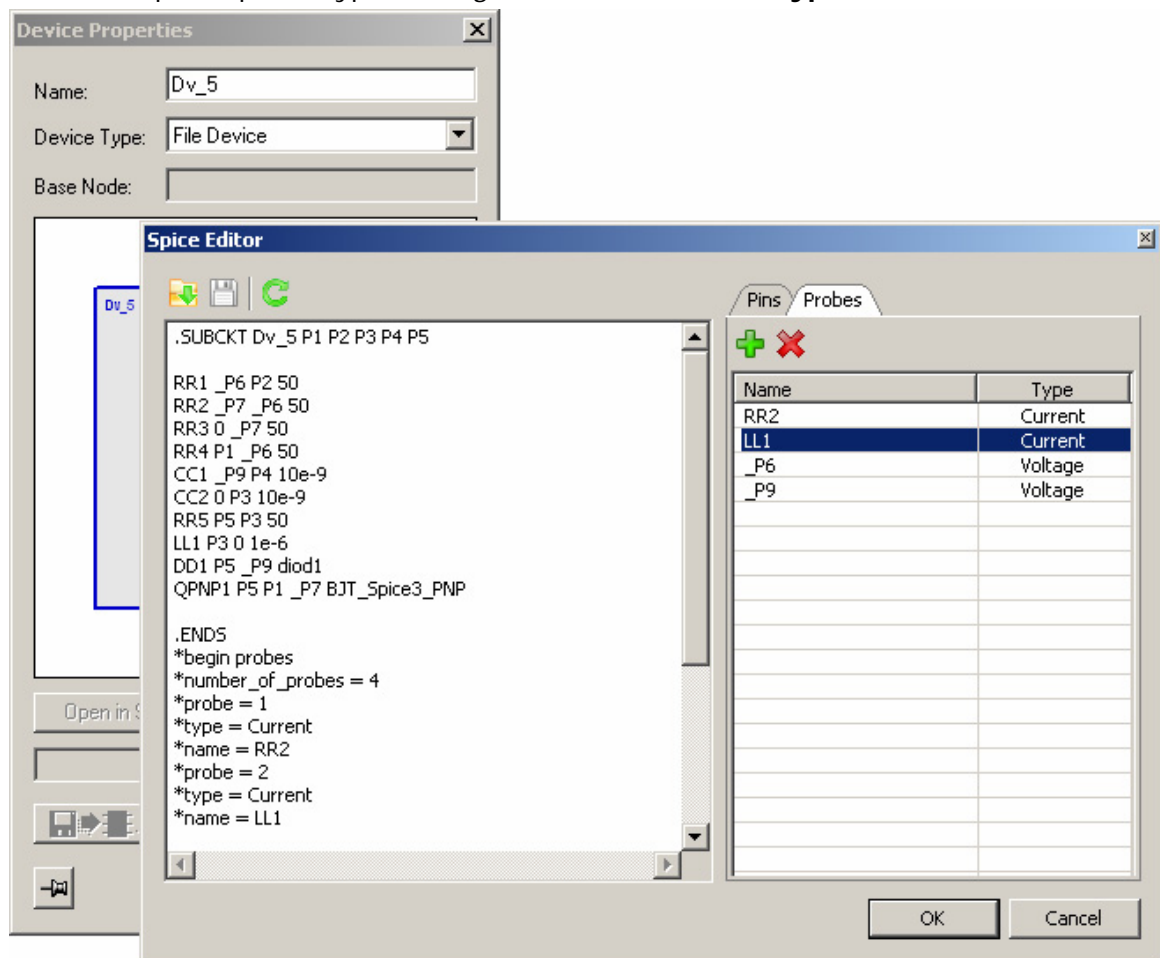 Device Properties
Name:
Dv_5
Device Type:
File Device
Base Node:
Dv_5
Open in
Spice Editor
.SUBCKT Dv_5 P1 P2 P3 P4 P5
RR1 _P6 P2 50
RR2 _P7 _P6 50
RR3 0 _P7 50
RR4 P1 _P6 50
CC1 _P9 P4 10e-9
CC2 0 P3 10e-9
RR5 P5 P3 50
LL1 P3 0 1e-6
DD1 P5 _P9 diod1
QPNP1 P5 P1 _P7 BJT_Spice3_PNP
.ENDS
*begin probes
*number_of_probes = 4
*probe = 1
*type = Current
*name = RR2
*probe = 2
*type = Current
*name = LL1
Pins Probes
Name Type
RR2 Current
LL1 Current
_P6 Voltage
_P9 Voltage
OK Cancel